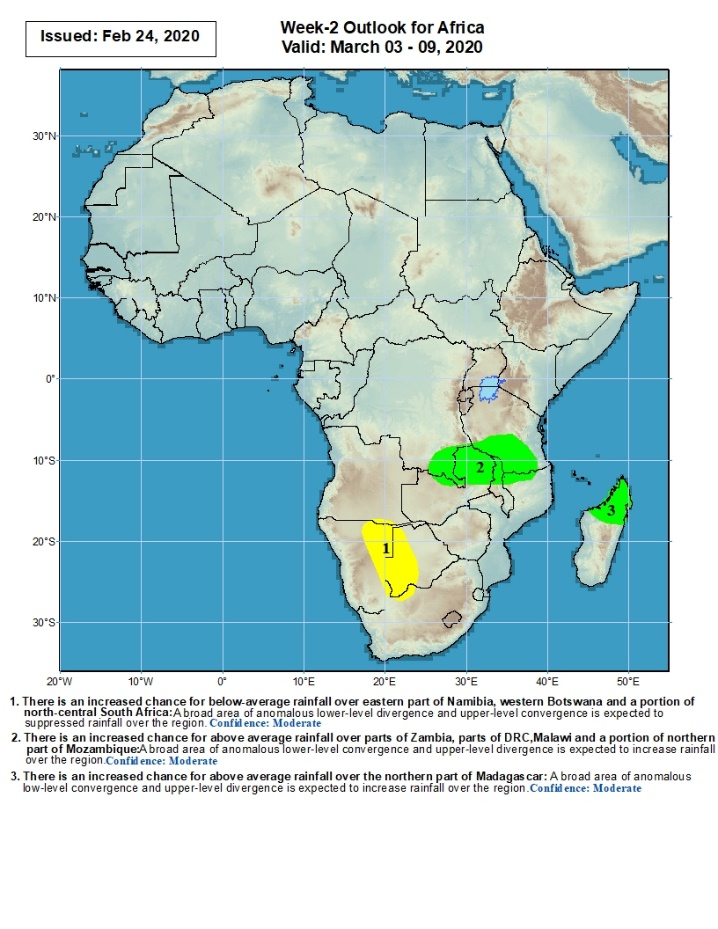 Issued: Feb 24, 2020
Week-2 Outlook for Africa
Valid: March 03 - 09, 2020
30°N
20°N
10°N
0°
10°S
20°S
30°S
2
3
1
20°W
10°W
0°
10°E
20°E
30°E
40°E
50°E
1. There is an increased chance for below-average rainfall over eastern part of Namibia, western Botswana and a portion of
north-central South Africa:A broad area of anomalous lower-level divergence and upper-level convergence is expected to
suppressed rainfall over the region. Confidence: Moderate
2. There is an increased chance for above average rainfall over parts of Zambia, parts of DRC,Malawi and a portion of northern
part of Mozambique:A broad area of anomalous lower-level convergence and upper-level divergence is expected to increase rainfall
over the region.Confidence: Moderate
3. There is an increased chance for above average rainfall over the northern part of Madagascar: A broad area of anomalous
low-level convergence and upper-level divergence is expected to increase rainfall over the region.Confidence: Moderate